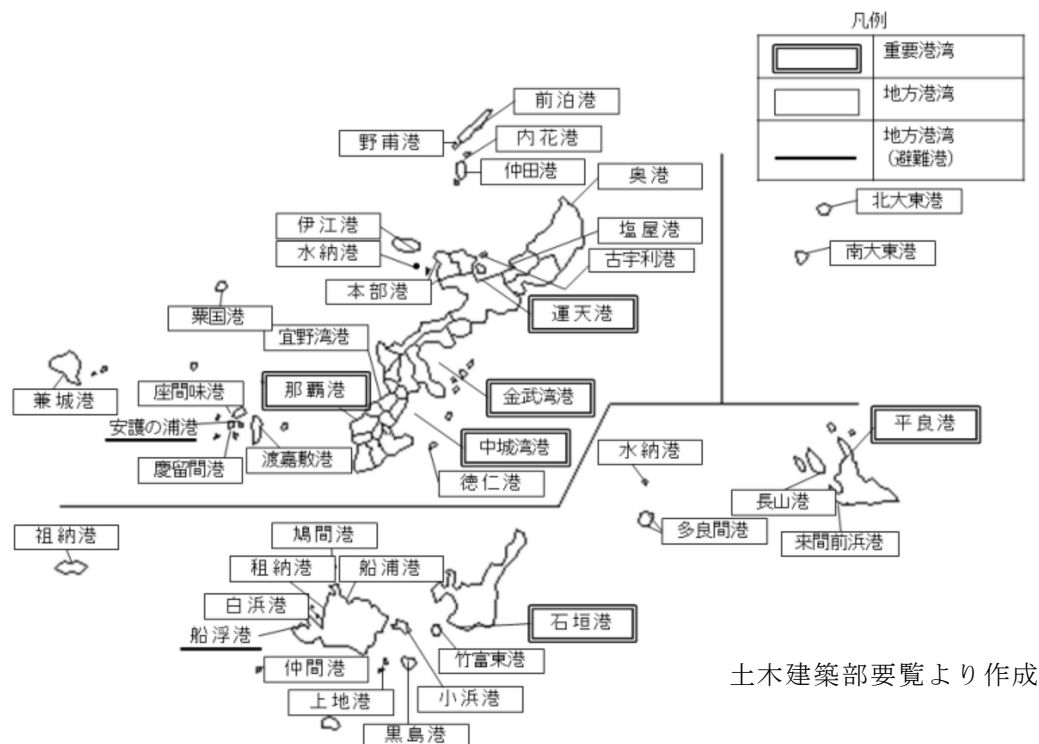 凡例
重要港湾
地方港湾
地方港湾
(避難港)
前泊港
野甫港
内花港
仲田港
奥港
伊江港
塩屋港
水納港
古宇利港
本部港
運天港
粟国港
宜野湾港
北大東港
南大東港
兼城港
座間味港
那覇港
金武湾港
安護の浦港
中城湾港
慶留間港
渡嘉敷港
徳仁港
平良港
水納港
長山港
多良間港
来間前浜港
祖納港
鳩間港
租納港
船浦港
白浜港
船浮港
石垣港
仲間港
竹富東港
上地港
小浜港
黒島港
土木建築部要覧より作成